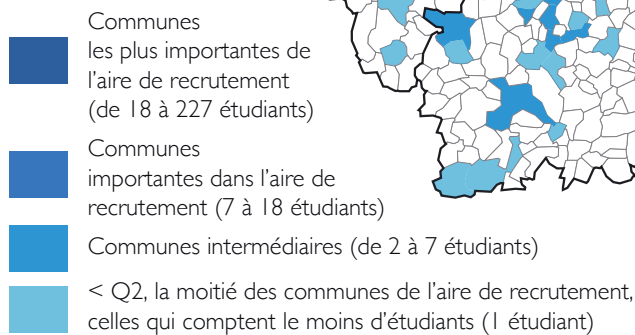 Communes
les plus importantes de
l'aire de recrutement
(de 18 à 227 étudiants)
Communes
importantes dans l'aire de
recrutement (7 à 18 étudiants)
Communes intermédiaires (de 2 à 7 étudiants)
< Q2, la moitié des communes de l'aire de recrutement,
celles qui comptent le moins d'étudiants (1 étudiant)